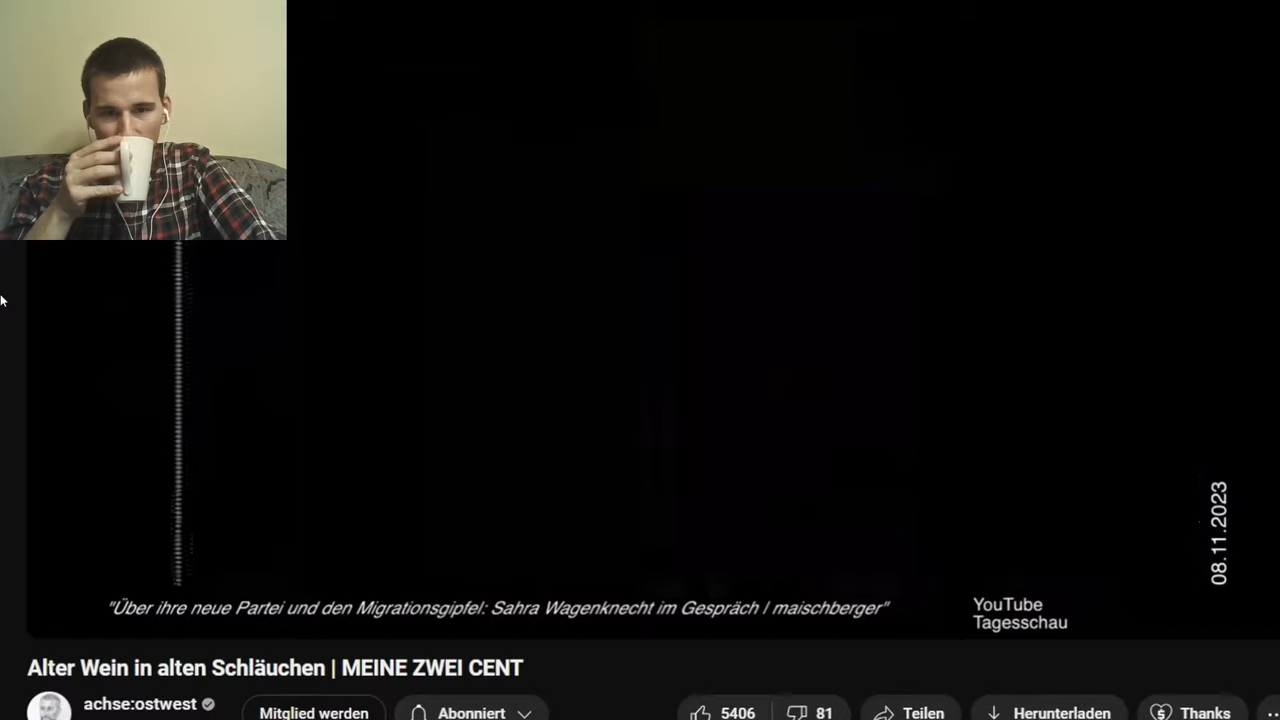 08.11.2023
"Über ihre neue Partei und den Migrationsgipfel: Sahra Wagenknecht im Gespräch | maischberger"
YouTube
Tagesschau
Alter Wein in alten Schläuchen | MEINE ZWEI CENT
achse:ostwest
Mitglied werden
Abonniert
5406
81
Teilen
Herunterladen
Thanks